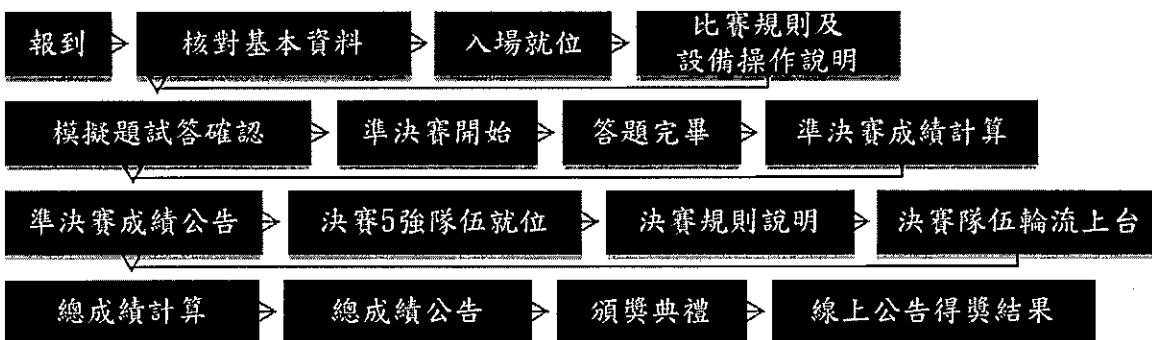 報到
核對基本資料
入場就位
比賽規則及
設備操作說明
模擬題試答確認
準決賽開始
答題完畢
準決賽成績計算
準決賽成績公告
決賽5強隊伍就位
決賽規則說明
決賽隊伍輪流上台
總成績計算
總成績公告
頒獎典禮
線上公告得獎結果